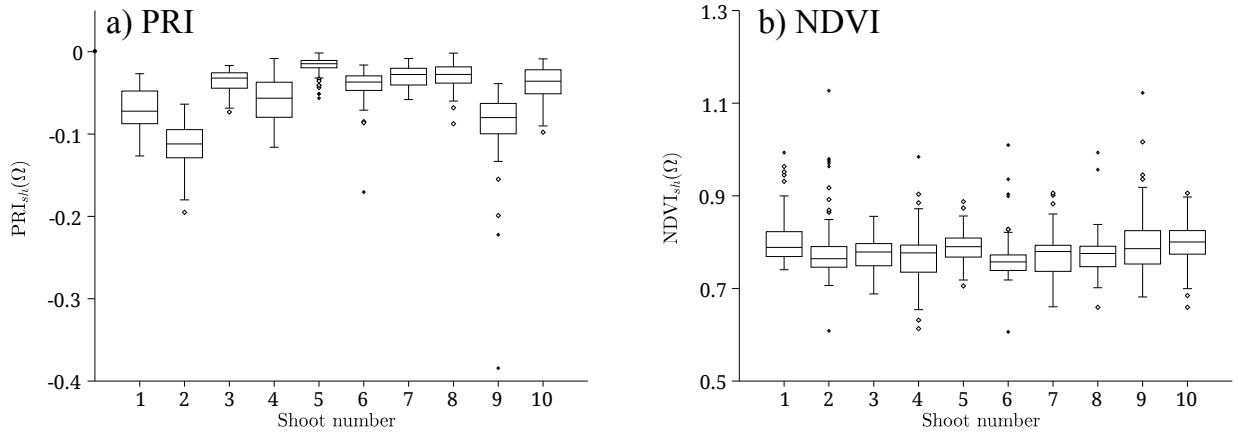 a) PRI
0
-0.1
-0.2
-0.3
-0.4
PRI_sh(Ω)
1 2 3 4 5 6 7 8 9 10
Shoot number
b) NDVI
1.3
1.1
0.9
0.7
0.5
NDVI_sh(Ω)
1 2 3 4 5 6 7 8 9 10
Shoot number